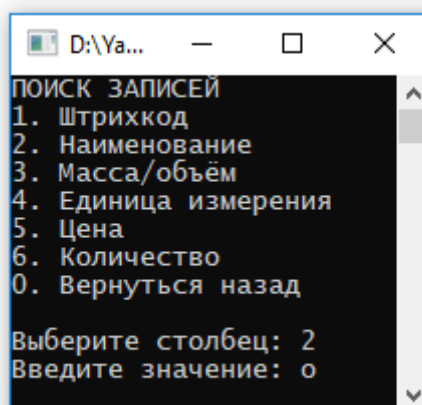 D:\Ya...
ПОИСК ЗАПИСЕЙ
1. Штрихкод
2. Наименование
3. Масса/объём
4. Единица измерения
5. Цена
6. Количество
0. Вернуться назад
Выберите столбец: 2
Введите значение: о